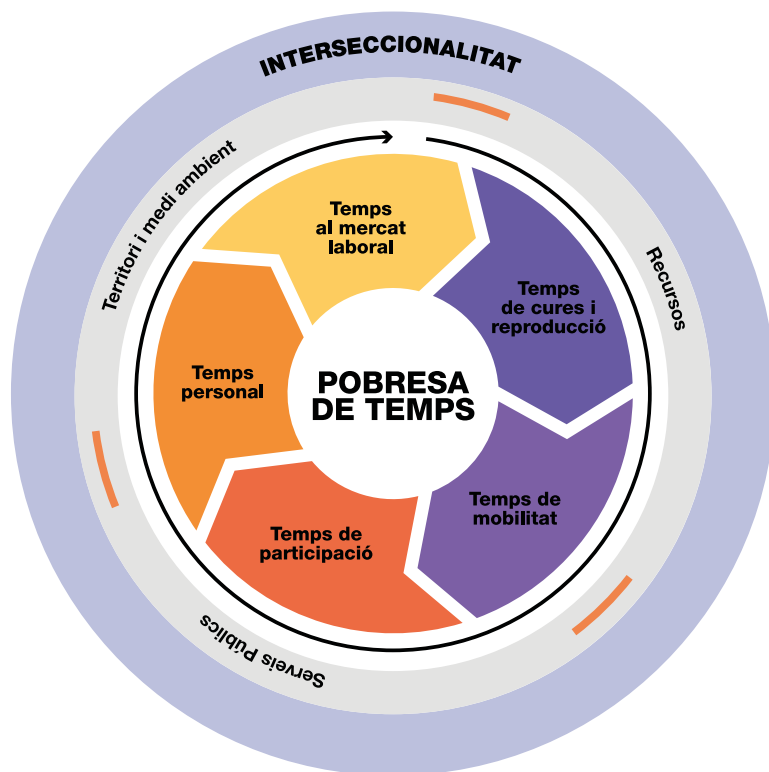 INTERSECCIONALITAT
Territori i medi ambient
Recursos
Serveis Públics
Temps
al mercat
laboral
Temps
de cures i
reproducció
Temps de
mobilitat
Temps de
participació
Temps
personal
POBRESA
DE TEMPS